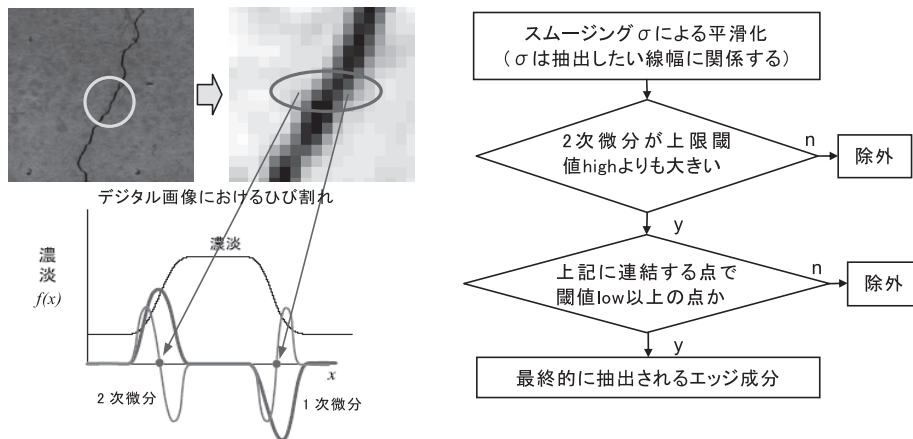 デジタル画像におけるひび割れ
濃淡
f(x)
濃淡
x
2次微分
1次微分
スムージングσによる平滑化
(σは抽出したい線幅に関係する)
2次微分が上限閾
値highよりも大きい
n
除外
y
上記に連結する点で
閾値low以上の点か
n
除外
y
最終的に抽出されるエッジ成分